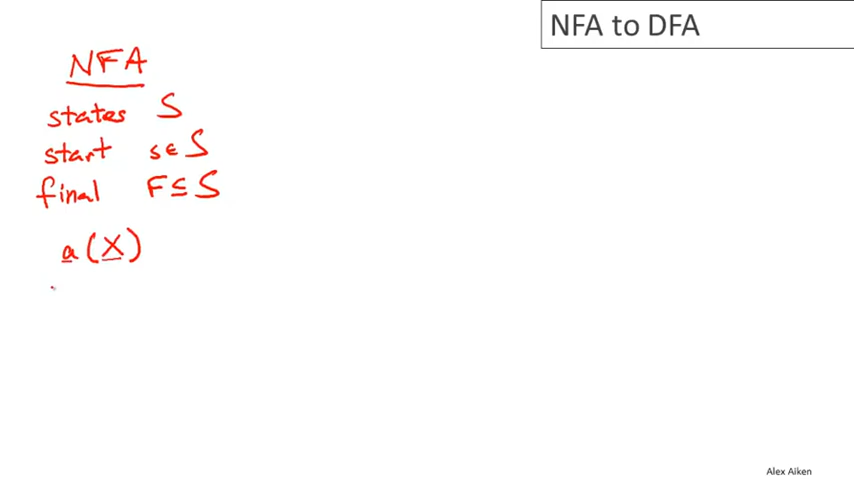 NFA to DFA
NFA
states S
start s ∈ S
final F ⊆ S
a (X)
Alex Aiken